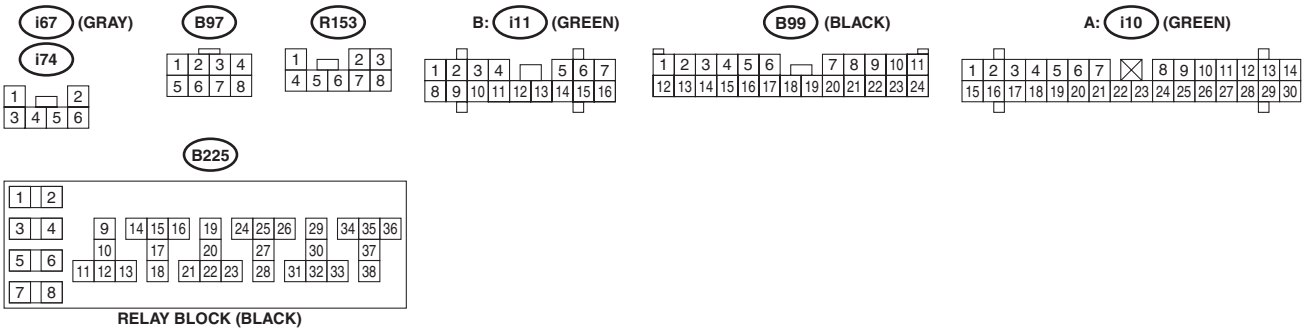 i67 (GRAY) B97 R153 B: i11 (GREEN) B99 (BLACK) A: i10 (GREEN)
i74
1 2 3 4 1 2 3 1 2 3 4 5 6 7 1 2 3 4 5 6 7 8 9 10 11 1 2 3 4 5 6 7 8 9 10 11 12 13 14
5 6 7 8 4 5 6 7 8 8 9 10 11 12 13 14 15 16 12 13 14 15 16 17 18 19 20 21 22 23 24 15 16 17 18 19 20 21 22 23 24 25 26 27 28 29 30
1 2
3 4 5 6
B225
1 2
3 4 9 14 15 16 19 24 25 26 29 34 35 36
10 17 20 27 30 37
5 6 11 12 13 18 21 22 23 28 31 32 33 38
7 8
RELAY BLOCK (BLACK)